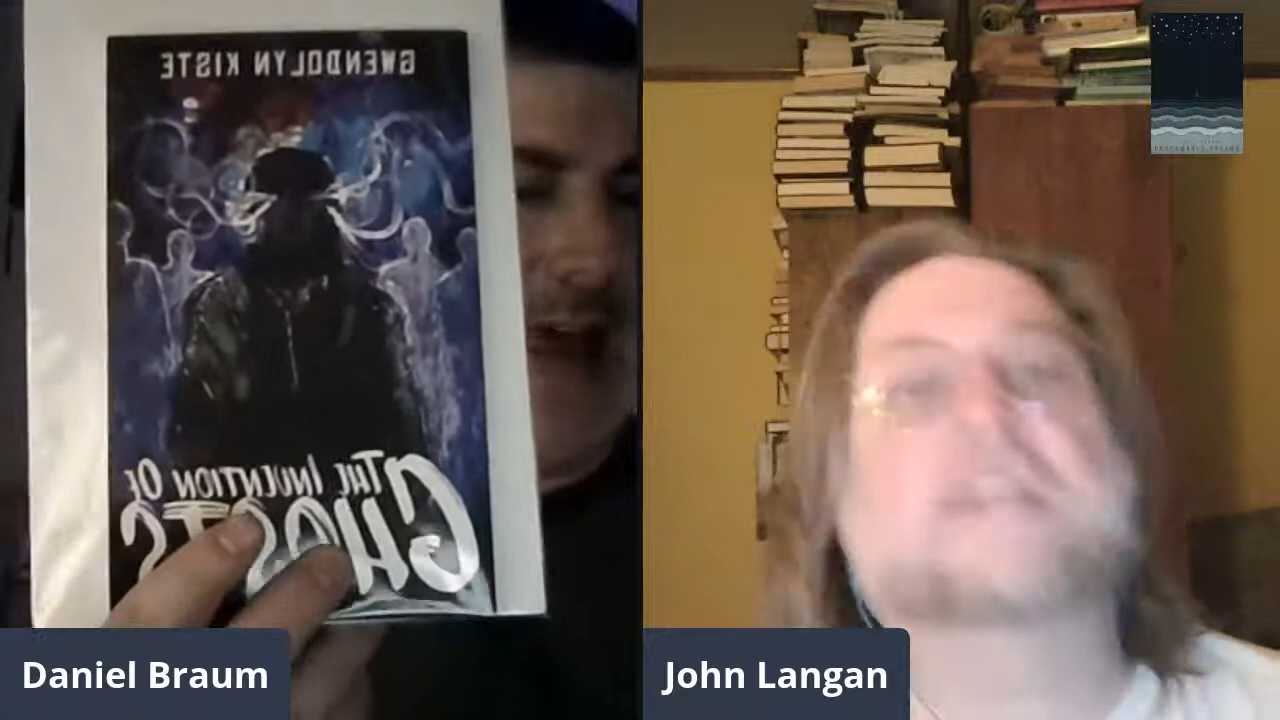 GWENDOLYN KISTE
THE INVENTION OF
GHOSTS
Daniel Braum
John Langan